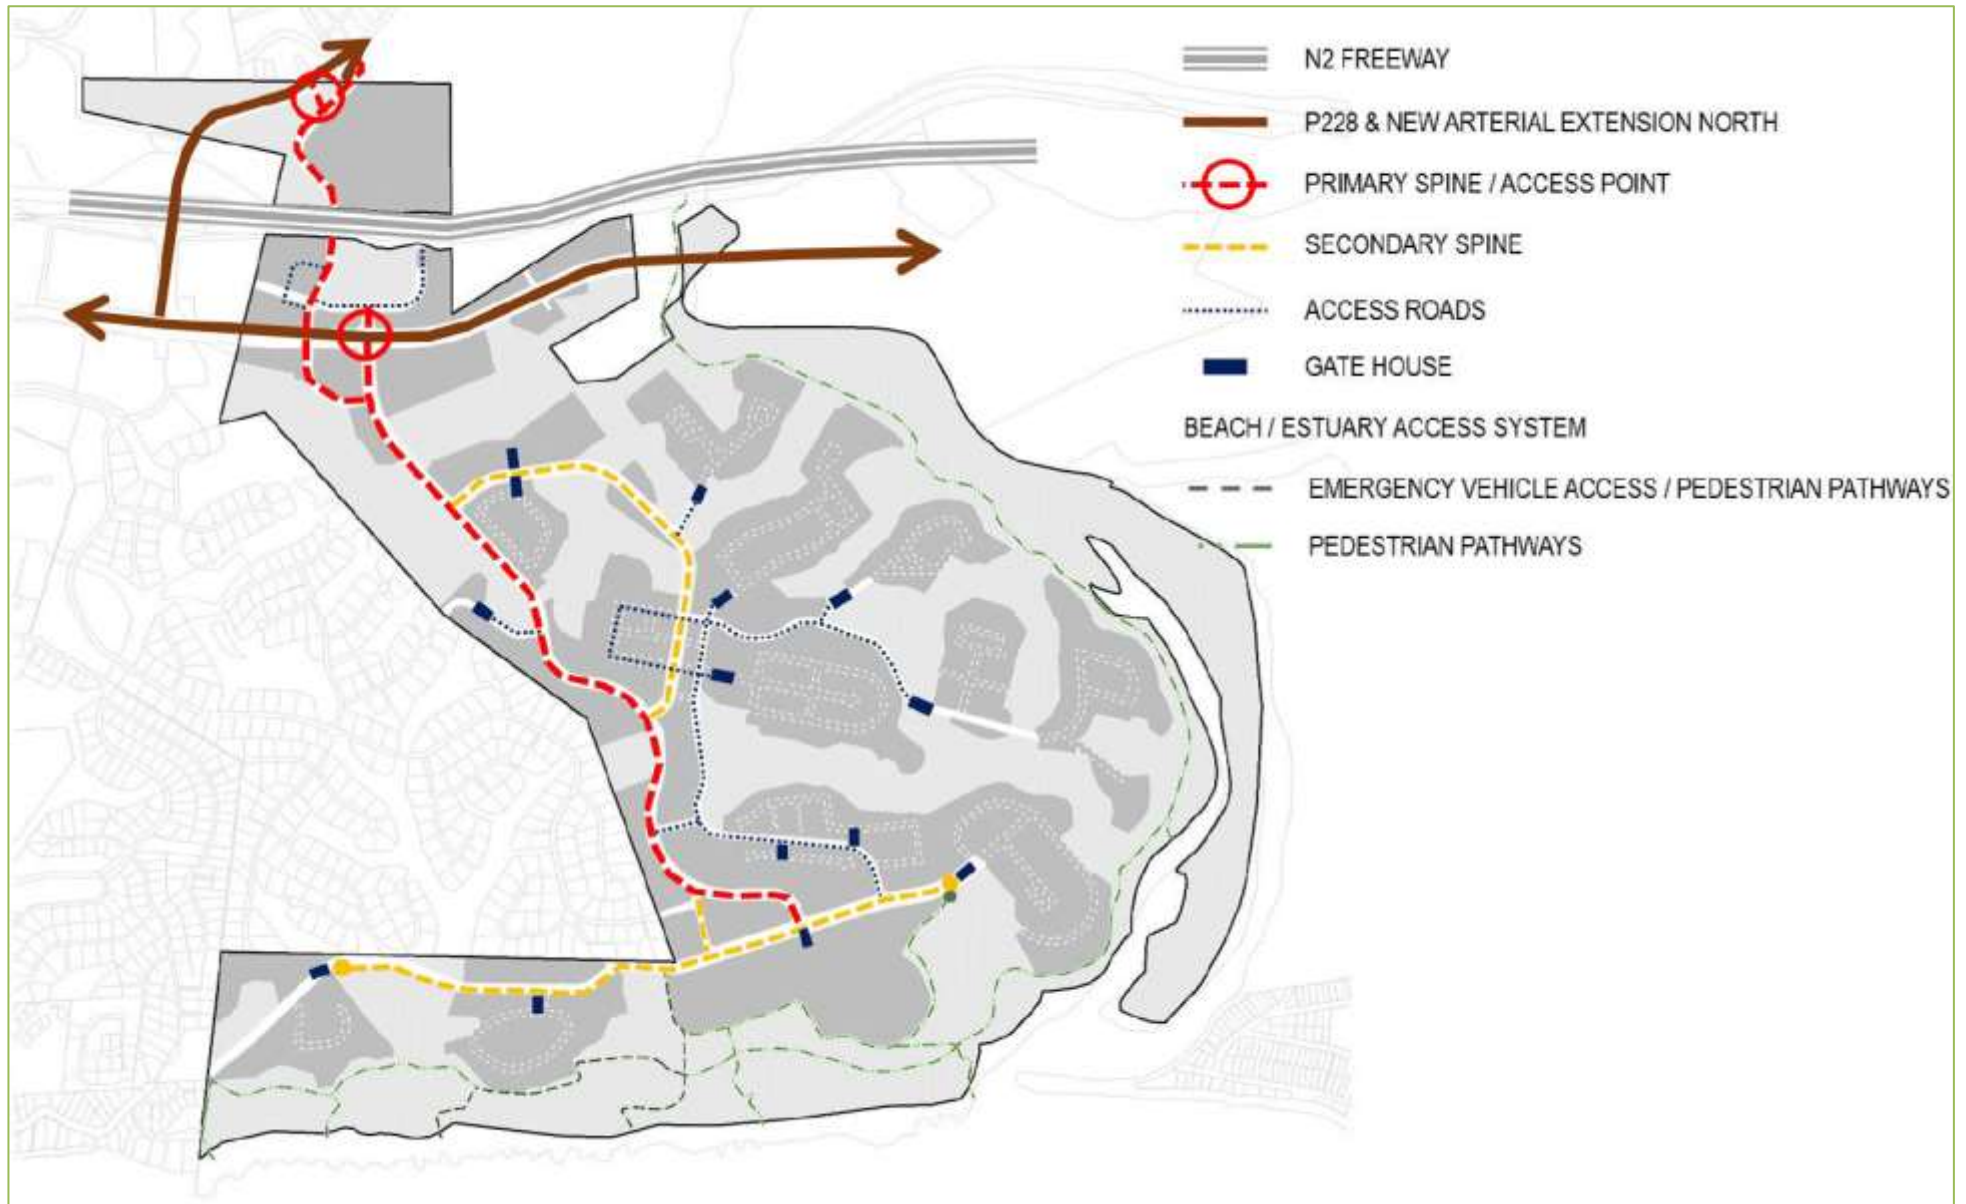 N2 FREEWAY
P228 & NEW ARTERIAL EXTENSION NORTH
PRIMARY SPINE / ACCESS POINT
SECONDARY SPINE
ACCESS ROADS
GATE HOUSE
BEACH / ESTUARY ACCESS SYSTEM
EMERGENCY VEHICLE ACCESS / PEDESTRIAN PATHWAYS
PEDESTRIAN PATHWAYS